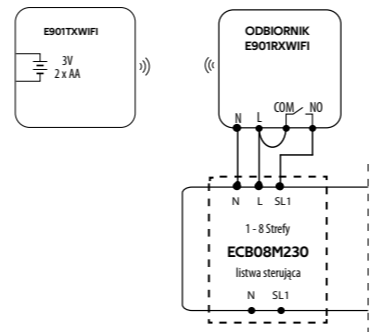 E901TXWIFI
3V
2 x AA
ODBIORNIK
E901RXWIFI
COM NO
N L
N L SL1
1 - 8 Strefy
ECB08M230
listwa sterująca
N SL1